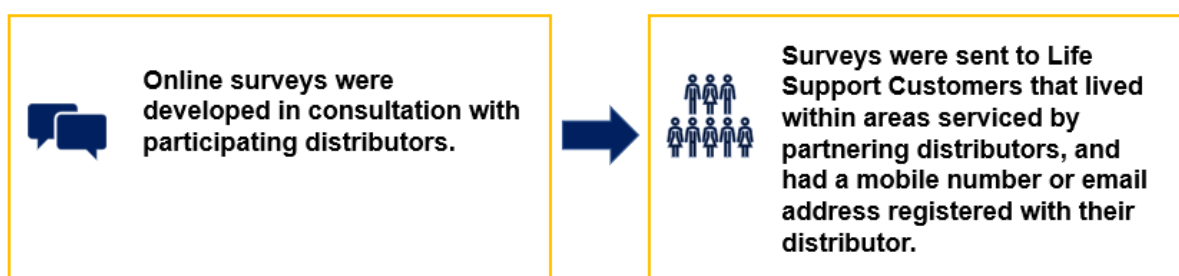 Online surveys were
developed in consultation with
participating distributors.
Surveys were sent to Life
Support Customers that lived
within areas serviced by
partnering distributors, and
had a mobile number or email
address registered with their
distributor.